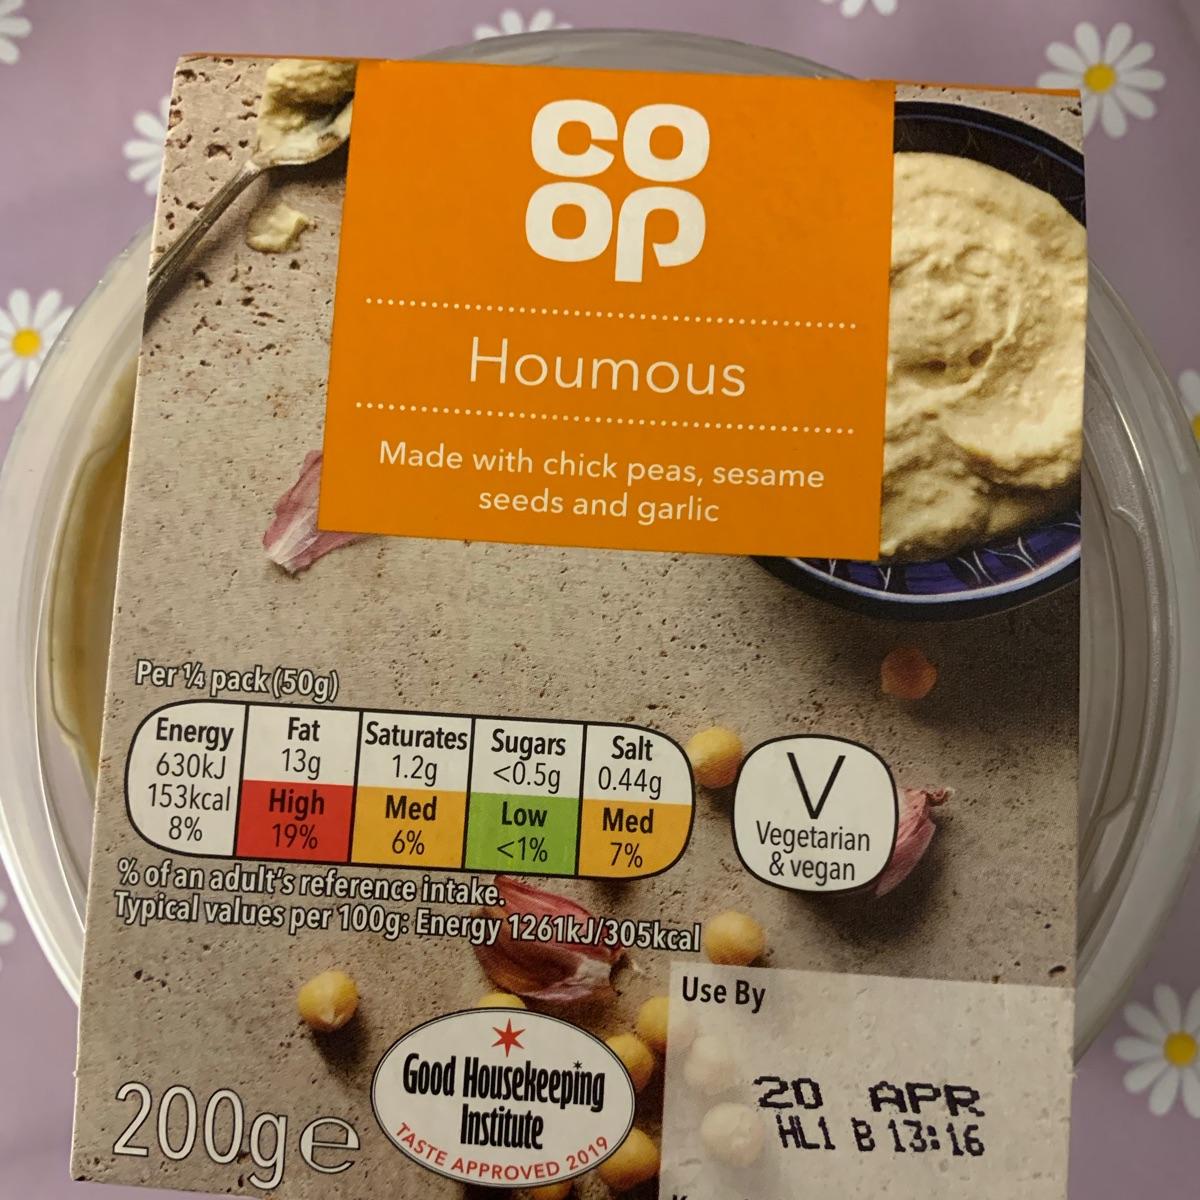 CO
OP
Houmous
Made with chick peas, sesame
seeds and garlic
Per ¼ pack (50g)
Energy 630kJ 153kcal 8%
Fat 13g High 19%
Saturates 1.2g Med 6%
Sugars <0.5g Low <1%
Salt 0.44g Med 7%
V
Vegetarian
& vegan
% of an adult's reference intake.
Typical values per 100g: Energy 1261kJ/305kcal
Use By
20 APR
HL1 B 13:16
Good Housekeeping
Institute
TASTE APPROVED 2019
200g e